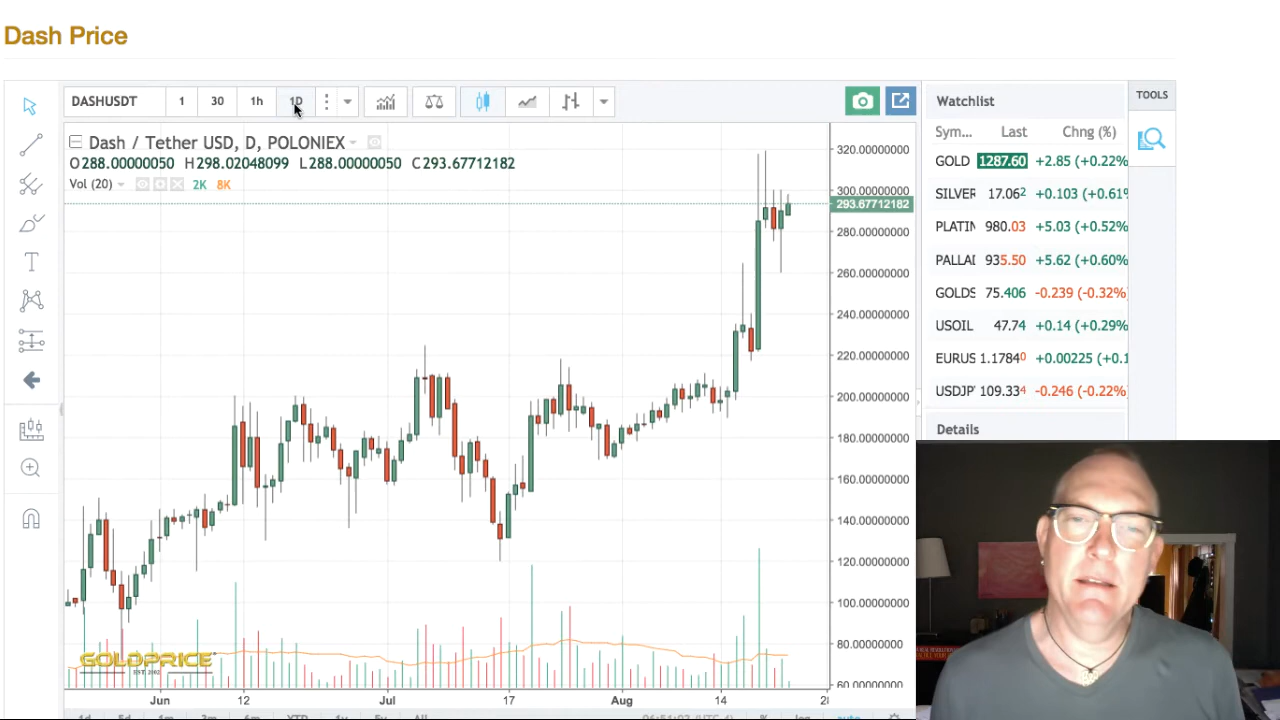 Dash Price
DASHUSDT 1 30 1h 1D
Watchlist
TOOLS
Dash / Tether USD, D, POLONIEX
O288.00000050 H298.02048099 L288.00000050 C293.67712182
Vol (20) 2K 8K
Sym... Last Chng (%)
GOLD 1287.60 +2.85 (+0.22%
SILVER 17.062 +0.103 (+0.61%
PLATIN 980.03 +5.03 (+0.52%
PALLAD 935.50 +5.62 (+0.60%
GOLDS 75.406 -0.239 (-0.32%
USOIL 47.74 +0.14 (+0.29%
EURUS 1.17840 +0.00225 (+0.1
USDJP 109.334 -0.246 (-0.22%
Details
320.00000000
300.00000000
293.67712182
280.00000000
260.00000000
240.00000000
220.00000000
200.00000000
180.00000000
160.00000000
140.00000000
120.00000000
100.00000000
80.00000000
60.00000000
GOLDPRICE
EST 2002
Jun 12 Jul 17 Aug 14